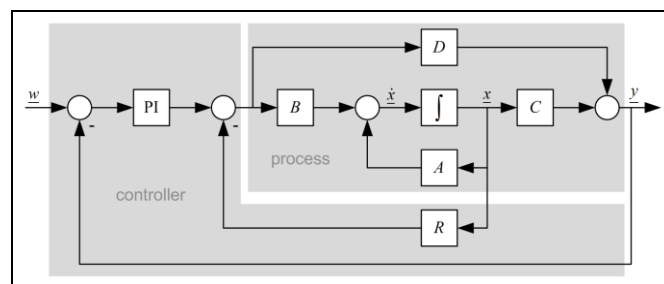 D
w
PI
B
ẋ
∫
x
C
y
-
-
process
A
controller
R